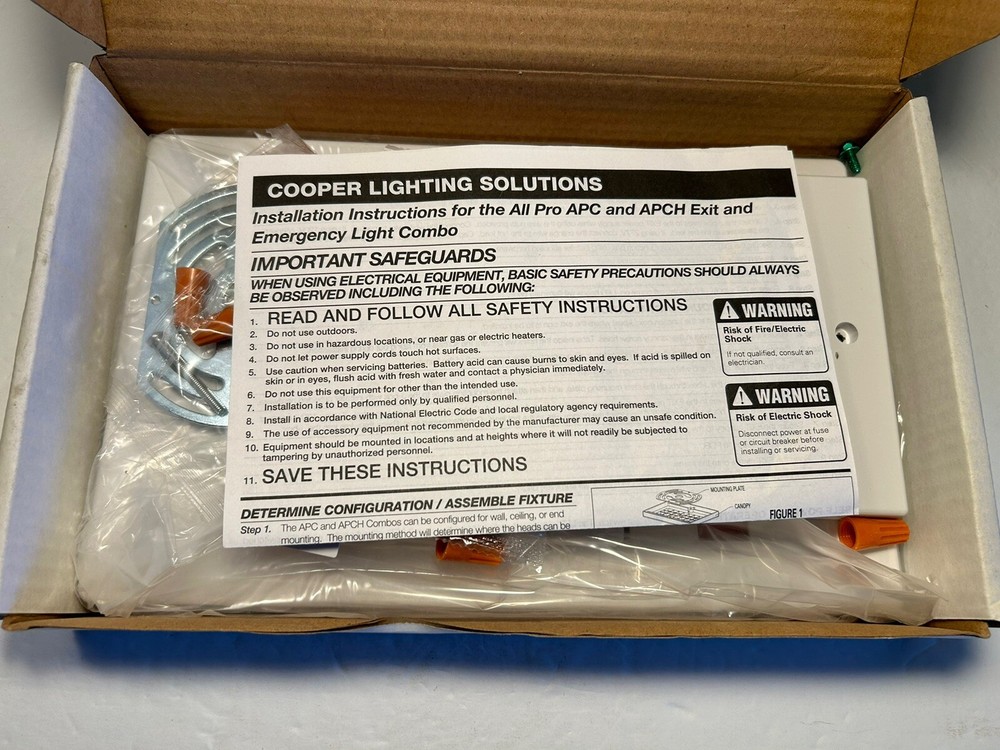 COOPER LIGHTING SOLUTIONS
Installation Instructions for the All Pro APC and APCH Exit and
Emergency Light Combo
IMPORTANT SAFEGUARDS
WHEN USING ELECTRICAL EQUIPMENT, BASIC SAFETY PRECAUTIONS SHOULD ALWAYS
BE OBSERVED INCLUDING THE FOLLOWING:
1. READ AND FOLLOW ALL SAFETY INSTRUCTIONS
2. Do not use outdoors.
3. Do not use in hazardous locations, or near gas or electric heaters.
4. Do not let power supply cords touch hot surfaces.
5. Use caution when servicing batteries. Battery acid can cause burns to skin and eyes. If acid is spilled on
skin or in eyes, flush acid with fresh water and contact a physician immediately.
6. Do not use this equipment for other than the intended use.
7. Installation is to be performed only by qualified personnel.
8. Install in accordance with National Electric Code and local regulatory agency requirements.
9. The use of accessory equipment not recommended by the manufacturer may cause an unsafe condition.
10. Equipment should be mounted in locations and at heights where it will not readily be subjected to
tampering by unauthorized personnel.
11. SAVE THESE INSTRUCTIONS
WARNING
Risk of Fire/Electric
Shock
If not qualified, consult an
electrician.
WARNING
Risk of Electric Shock
Disconnect power at fuse
or circuit breaker before
installing or servicing.
DETERMINE CONFIGURATION / ASSEMBLE FIXTURE
Step 1. The APC and APCH Combos can be configured for wall, ceiling, or end
mounting. The mounting method will determine where the heads can be
MOUNTING PLATE
CANOPY
FIGURE 1